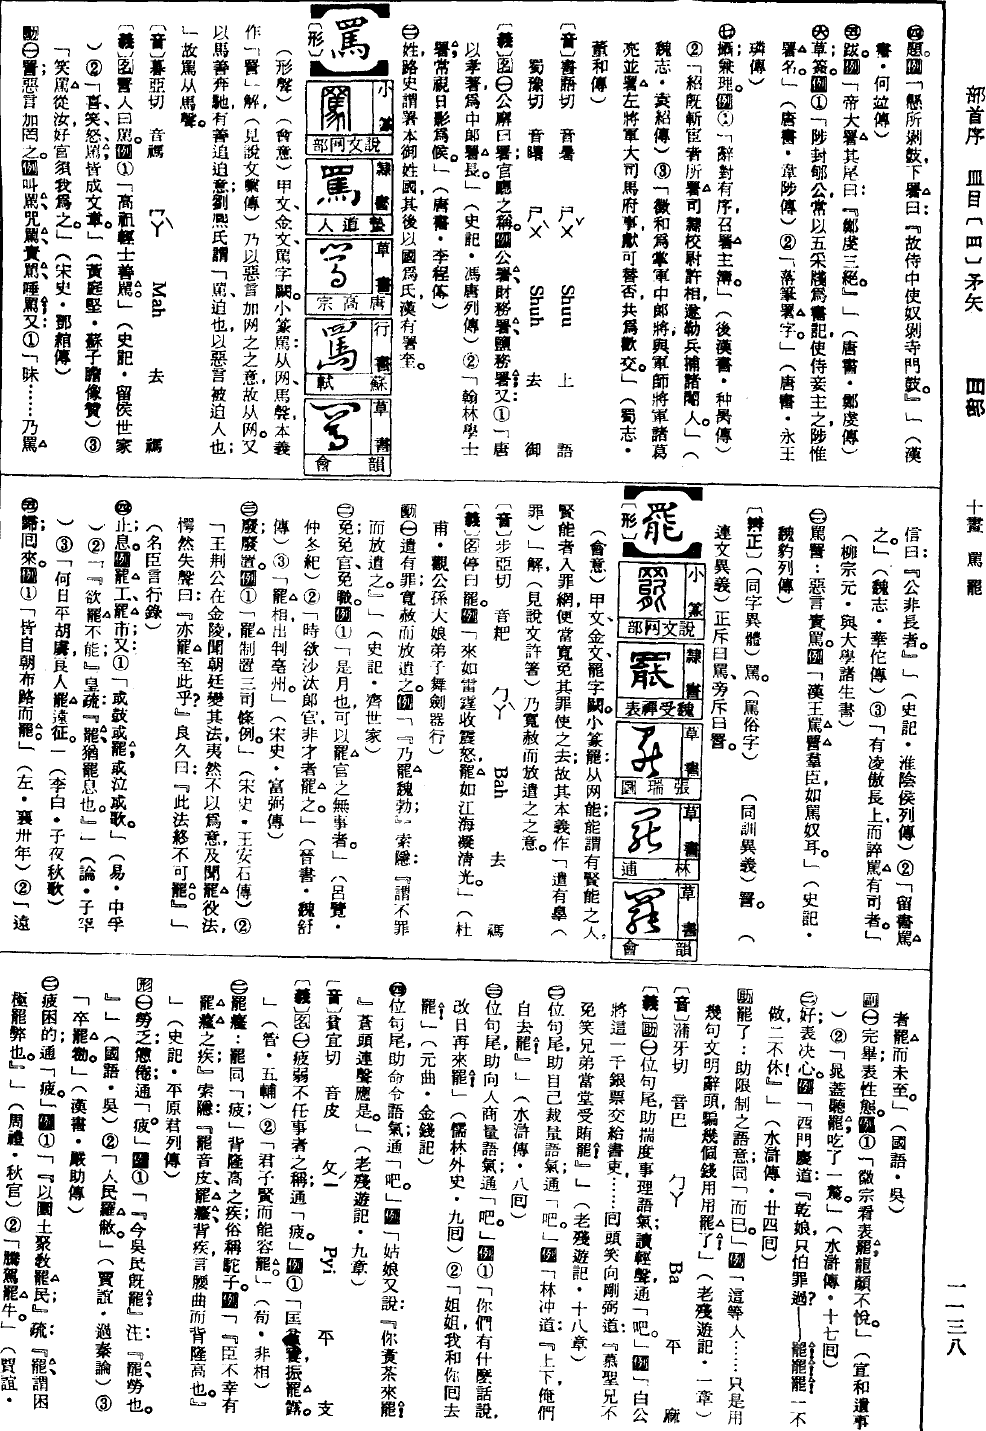 部首序　皿目〔四〕矛矢　四部　十畫　罵　罷　一一三八
㈣題。例「懸所剝鼓下署曰『故侍中使奴剝寺門鼓。』」（漢
書・何竝傳）
㈤跋。例「帝大署其尾曰：『鄭虔三絕。』」（唐書・鄭虔傳）
㈥草簽。例①「陟封郇公常以五采牋爲書記使侍妾主之陟惟
署名。」（唐書・韋陟傳）②「落筆署字。」（唐書・永王
璘傳）
㈦攝兼理。例①「辭對有序召署主簿。」（後漢書・种暠傳）
②「紹既斬宦者所署司隸校尉許相遂勒兵補諸閹人。」（
魏志・袁紹傳）③「徵和爲掌軍中郎將與軍師將軍諸葛
亮並署左將軍大司馬府事獻可替否共爲歡交。」（蜀志・
董和傳）
〔音〕書語切　音暑　ㄕㄨˇ　Shuu　上　語
蜀豫切　音曙　ㄕㄨˋ　Shuh　去　御
〔義〕名㈠公廨曰署官廳之稱。例公署財務署鹽務署又①「唐
以孝署爲中郎署長。」（史記・馮唐列傳）②「翰林學士
署常視日影爲候。」（唐書・李程傳）
㈡姓路史謂署本御姓國其後以國爲氏漢有署至。
罵
〔形〕
小篆　說文网部
隸書　整道人
草書　唐高宗
行書　蘇軾
草書　韻會
（形聲）（會意）甲文、金文罵字闕。小篆罵从网馬聲，本義
作「詈」解（見說文繫傳）乃以惡言加网之之意故从网。又
以馬善奔馳有善追迫意劉熙氏謂「罵，迫也以惡言被迫人也；
」故罵从馬聲。
〔音〕暮亞切　音禡　ㄇㄚˋ　Mah　去　禡
〔義〕名詈人曰罵。例①「高祖輕士善罵。」（史記・留侯世家
）②「喜笑怒罵皆成文章。」（黃庭堅・蘇子瞻像贊）③
「笑罵從汝好官須我爲之。」（宋史・鄧綰傳）
動㈠詈惡言加罔之。例叫罵、咒罵、責罵、唾罵；又①「昧……乃罵
信曰：『公非長者。』」（史記・淮陰侯列傳）②「留書罵
之。」（魏志・華佗傳）③「有凌傲長上而誶罵有司者。」
（柳宗元・與大學諸生書）
㈡罵詈：惡言責罵。例「漢王罵詈羣臣如罵奴耳。」（史記・
魏豹列傳）
〔辨正〕（同字異體）罵。（罵俗字）　（同訓異義）詈。（
連文異義）正斥曰罵，旁斥曰詈。
罷
〔形〕
小篆　說文网部
隸書　魏受禪表
草書　張瑞圖
草書　林逋
草書　韻會
（會意）甲文、金文罷字闕。小篆罷从网能，能謂有賢能之人，
賢能者入罪網便當寬免其罪使之去，故其本義作「遣有辠（
罪）」解（見說文許箸）乃寬赦而放遣之之意。
〔音〕步亞切　音耙　ㄅㄚˋ　Bah　去　禡
〔義〕名停曰罷。例「來如雷霆收震怒罷如江海凝清光。」（杜
甫・觀公孫大娘弟子舞劍器行）
動㈠遣有罪寬赦而放遣之。例「『乃罷魏勃；』索隱：『謂不罪
而放遣之。』」（史記・齊世家）
㈡免，免官、免職。例①「是月也可以罷官之無事者。」（呂覽・
仲冬紀）②「時欲沙汰郎官非才者罷之。」（晉書・魏舒
傳）③「罷相，出判亳州。」（宋史・富弼傳）
㈢廢，廢置。例①「罷制置三司條例。」（宋史・王安石傳）②
「王荆公在金陵聞朝廷變其法夷然不以爲意及聞罷役法，
愕然失聲曰：『亦罷至此乎？』良久曰：『此法終不可罷。』」
（名臣言行錄）
㈣止，息。例罷工、罷市；又①「或鼓或罷，或泣或歌。」（易・中孚
）②「『欲罷不能』皇疏：『罷猶罷息也。』」（論・子罕
）③「何日平胡虜良人罷遠征。」（李白・子夜秋歌）
㈤歸，回來。例①「皆自朝布路而罷。」（左・襄卅年）②「遠
者罷而未至。」（國語・吳）
副㈠完畢表性態。例①「徽宗看表罷龍顏不悅。」（宣和遺事
）②「晁蓋聽罷吃了一驚。」（水滸傳・十七回）
㈡好表决心。例「西門慶道：『乾娘，只怕罪過？——罷罷罷！一不
做，二不休！』」（水滸傳・廿四回）
助罷了：助限制之語意同「而已。」例「這等人……只是用
幾句文明辭頭騙幾個錢用用罷了。」（老殘遊記・一章）
〔音〕蒲牙切　音巴　ㄅㄚ　Ba　平　麻
〔義〕助㈠位句尾助揣度事理語氣讀輕聲，通「吧。」例「白公
將這一千銀票交給書吏，……回頭笑向剛弼道：『慕聖兄不
免笑兄弟當堂受賄罷！』」（老殘遊記・十八章）
㈡位句尾助自己裁量語氣通「吧。」例「林冲道：『上下俺們
自去罷。』」（水滸傳・八回）
㈢位句尾助向人商量語氣通「吧。」例①「你們有什麼話說，
改日再來罷！」（儒林外史・九回）②「姐姐，我和你回去
罷！」（元曲・金錢記）
㈣位句尾助命令語氣通「吧。」例「姑娘又說：『你賣茶來罷
。』蒼頭連聲應是。」（老殘遊記・九章）
〔音〕貧宜切　音皮　ㄆㄧˊ　Pyi　平　支
〔義〕名㈠疲弱不任事者之稱通「疲。」例①「匡貧窶，振罷露。
」（管・五輔）②「君子賢而能容罷。」（荀・非相）
㈡罷癃：罷同「疲」背隆高之疾俗稱駝子。例「『臣不幸有
罷癃之疾；』索隱：『罷音皮罷癃背疾言腰曲而背隆高也。』
」（史記・平原君列傳）
形㈠勞乏，憊倦通「疲。」例①「『今吳民既罷』注：『罷，勞也。
』」（國語・吳）②「人民罷敝。」（賈誼・過秦論）③
「卒罷勌。」（漢書・嚴助傳）
㈡疲困的通「疲。」例①「『以圜土聚敎罷民；』疏：『罷謂困
極罷弊也。』」（周禮・秋官）②「騰駕罷牛。」（賈誼・